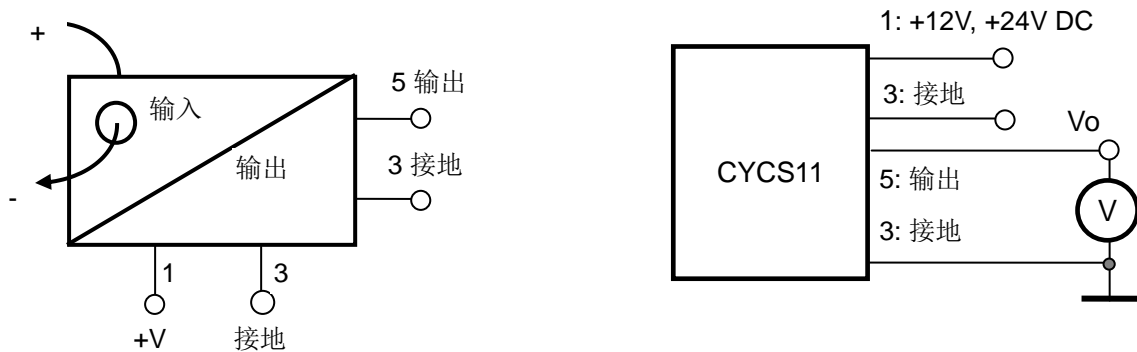 +
输入
输出
-
5 输出
3 接地
1
3
+V
接地
1: +12V, +24V DC
3: 接地
Vo
CYCS11
5: 输出
V
3: 接地